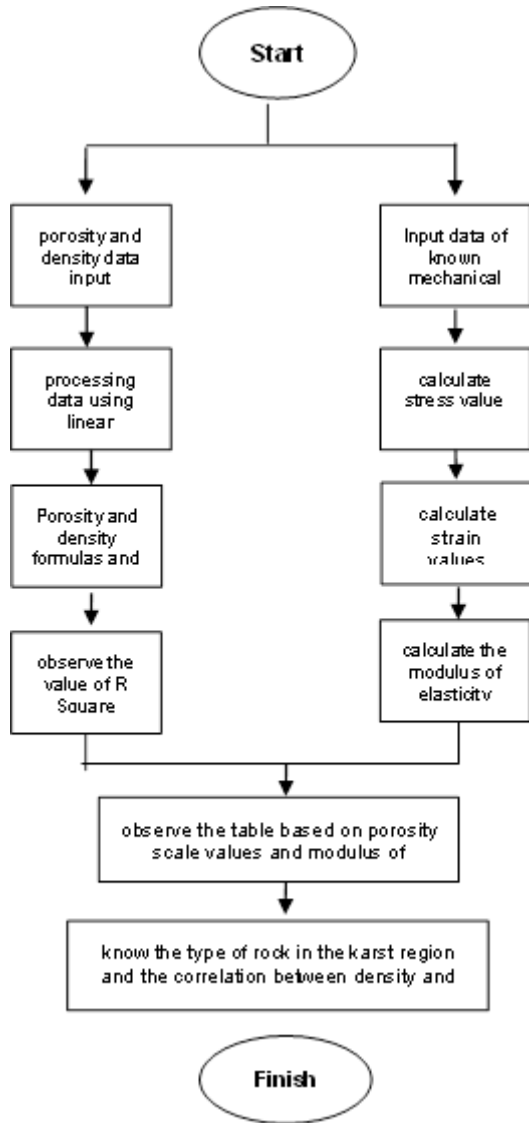 Start
porosity and
density data
input
processing
data using
linear
Porosity and
density
formulas and
observe the
value of R
Square
Input data of
known
mechanical
calculate
stress value
calculate
strain
values
calculate the
modulus of
elasticity
observe the table based on porosity
scale values and modulus of
know the type of rock in the karst region
and the correlation between density and
Finish